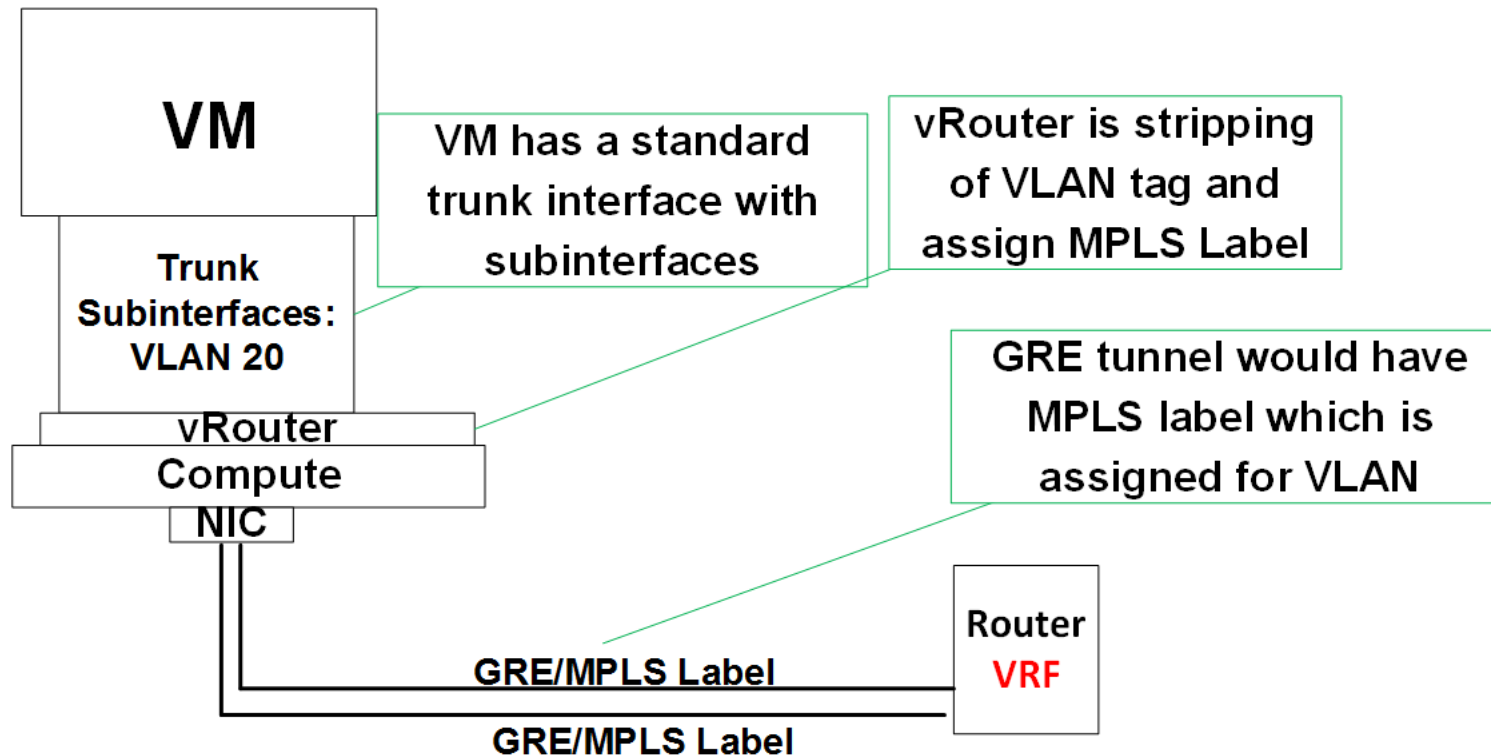 VM
VM has a standard
trunk interface with
subinterfaces
vRouter is stripping
of VLAN tag and
assign MPLS Label
Trunk
Subinterfaces:
VLAN 20
GRE tunnel would have
MPLS label which is
assigned for VLAN
vRouter
Compute
NIC
Router
VRF
GRE/MPLS Label
GRE/MPLS Label